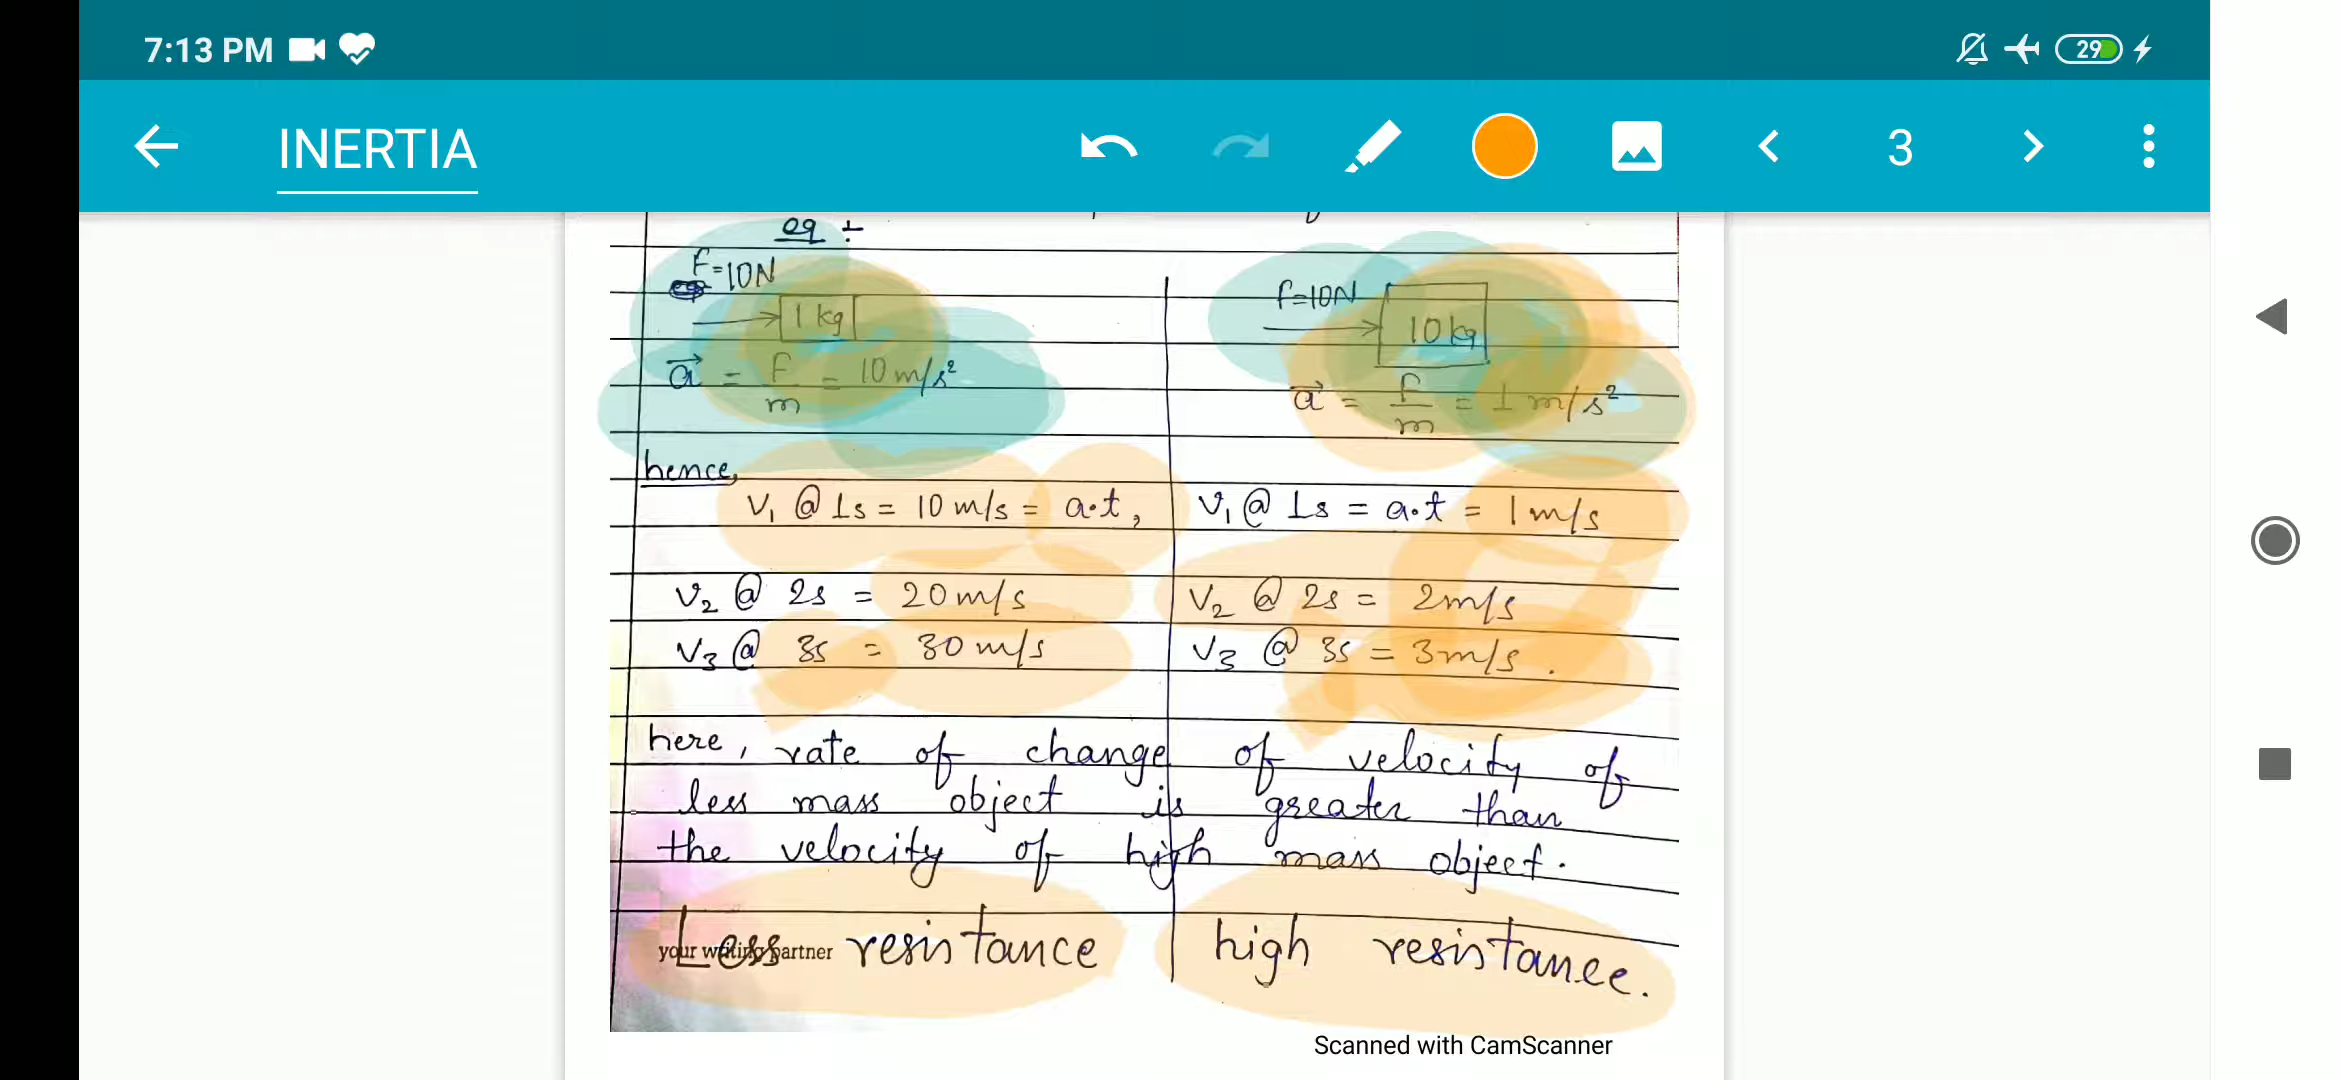 7:13 PM
29
INERTIA
3
eg ÷
F=10N
1 kg
a = F/m = 10 m/s²
f=10N
10 kg
a = F/m = 1 m/s²
hence,
V₁ @ 1s = 10 m/s = a.t,
V₁ @ 1s = a.t = 1 m/s
V₂ @ 2s = 20 m/s
V₂ @ 2s = 2m/s
V₃ @ 3s = 30 m/s
V₃ @ 3s = 3m/s .
here, rate of change of velocity of
less mass object is greater than
the velocity of high mass object.
Less resistance
high resistance.
your writing partner
Scanned with CamScanner